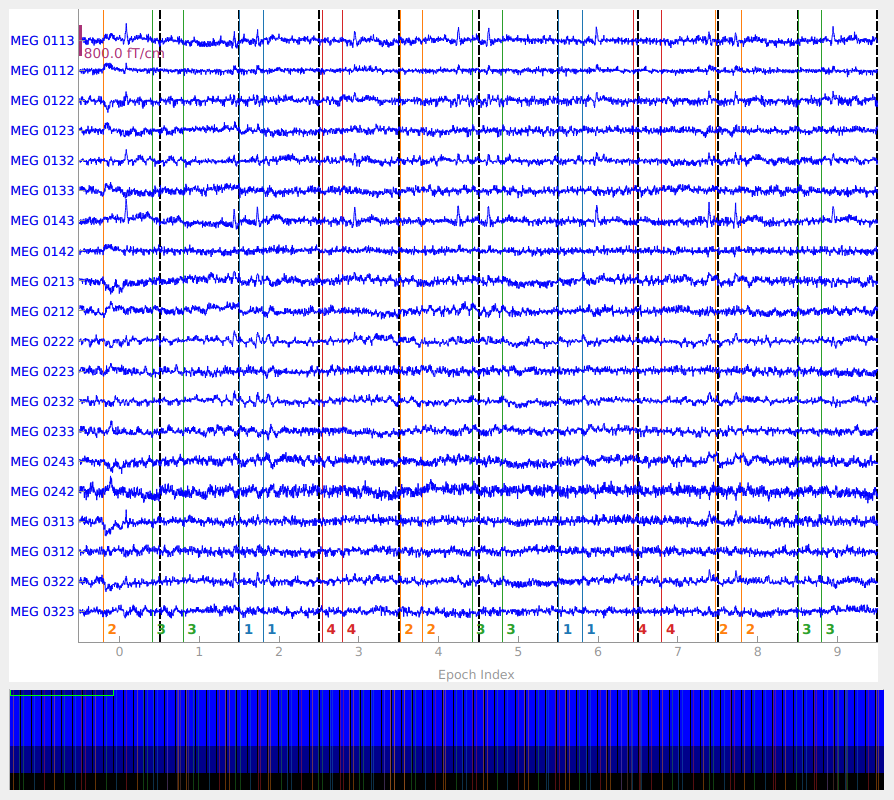 MEG 0113
800.0 fT/cm
MEG 0112
MEG 0122
MEG 0123
MEG 0132
MEG 0133
MEG 0143
MEG 0142
MEG 0213
MEG 0212
MEG 0222
MEG 0223
MEG 0232
MEG 0233
MEG 0243
MEG 0242
MEG 0313
MEG 0312
MEG 0322
MEG 0323
2 3 3 1 1 4 4 2 2 3 3 1 1 4 4 2 2 3 3
0 1 2 3 4 5 6 7 8 9
Epoch Index